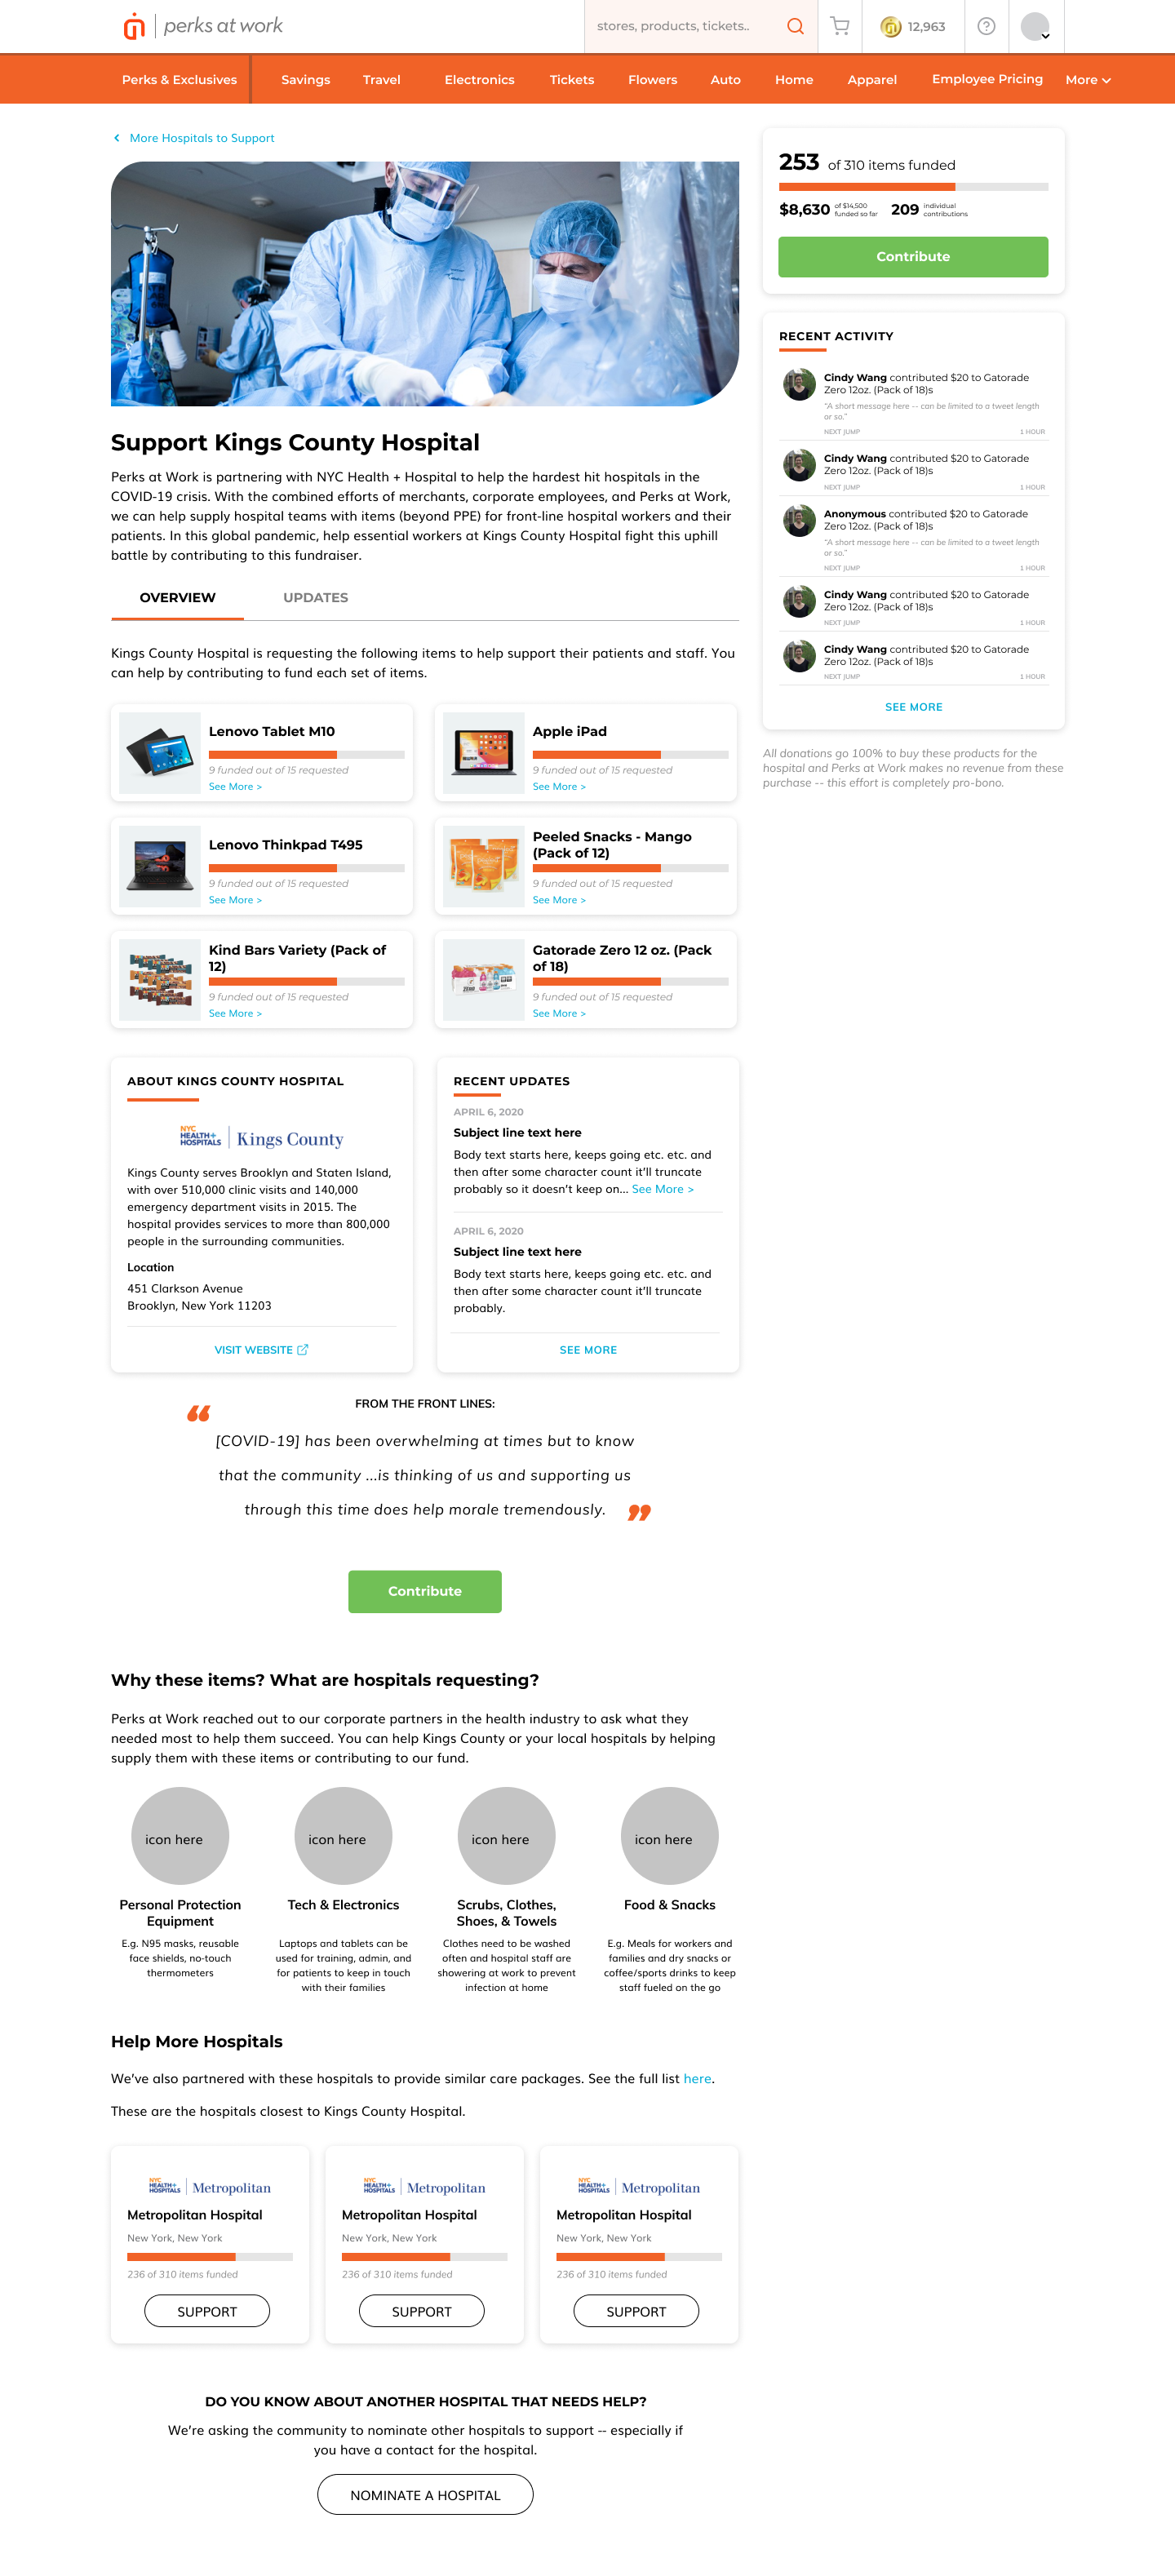 perks at work
stores, products, tickets..
12,963
Perks & Exclusives
Savings
Travel
Electronics
Tickets
Flowers
Auto
Home
Apparel
Employee Pricing
More
More Hospitals to Support
Support Kings County Hospital
Perks at Work is partnering with NYC Health + Hospital to help the hardest hit hospitals in the
COVID-19 crisis. With the combined efforts of merchants, corporate employees, and Perks at Work,
we can help supply hospital teams with items (beyond PPE) for front-line hospital workers and their
patients. In this global pandemic, help essential workers at Kings County Hospital fight this uphill
battle by contributing to this fundraiser.
OVERVIEW
UPDATES
Kings County Hospital is requesting the following items to help support their patients and staff. You
can help by contributing to fund each set of items.
Lenovo Tablet M10
9 funded out of 15 requested
See More >
Apple iPad
9 funded out of 15 requested
See More >
Lenovo Thinkpad T495
9 funded out of 15 requested
See More >
Peeled Snacks - Mango
(Pack of 12)
9 funded out of 15 requested
See More >
Kind Bars Variety (Pack of
12)
9 funded out of 15 requested
See More >
Gatorade Zero 12 oz. (Pack
of 18)
9 funded out of 15 requested
See More >
ABOUT KINGS COUNTY HOSPITAL
NYC
HEALTH+
HOSPITALS
Kings County
Kings County serves Brooklyn and Staten Island,
with over 510,000 clinic visits and 140,000
emergency department visits in 2015. The
hospital provides services to more than 800,000
people in the surrounding communities.
Location
451 Clarkson Avenue
Brooklyn, New York 11203
VISIT WEBSITE
RECENT UPDATES
APRIL 6, 2020
Subject line text here
Body text starts here, keeps going etc. etc. and
then after some character count it’ll truncate
probably so it doesn’t keep on... See More >
APRIL 6, 2020
Subject line text here
Body text starts here, keeps going etc. etc. and
then after some character count it’ll truncate
probably.
SEE MORE
FROM THE FRONT LINES:
“
[COVID-19] has been overwhelming at times but to know
that the community ...is thinking of us and supporting us
through this time does help morale tremendously.
”
Contribute
Why these items? What are hospitals requesting?
Perks at Work reached out to our corporate partners in the health industry to ask what they
needed most to help them succeed. You can help Kings County or your local hospitals by helping
supply them with these items or contributing to our fund.
icon here
Personal Protection
Equipment
E.g. N95 masks, reusable
face shields, no-touch
thermometers
icon here
Tech & Electronics
Laptops and tablets can be
used for training, admin, and
for patients to keep in touch
with their families
icon here
Scrubs, Clothes,
Shoes, & Towels
Clothes need to be washed
often and hospital staff are
showering at work to prevent
infection at home
icon here
Food & Snacks
E.g. Meals for workers and
families and dry snacks or
coffee/sports drinks to keep
staff fueled on the go
Help More Hospitals
We’ve also partnered with these hospitals to provide similar care packages. See the full list here.
These are the hospitals closest to Kings County Hospital.
NYC
HEALTH+
HOSPITALS
Metropolitan
Metropolitan Hospital
New York, New York
236 of 310 items funded
SUPPORT
NYC
HEALTH+
HOSPITALS
Metropolitan
Metropolitan Hospital
New York, New York
236 of 310 items funded
SUPPORT
NYC
HEALTH+
HOSPITALS
Metropolitan
Metropolitan Hospital
New York, New York
236 of 310 items funded
SUPPORT
DO YOU KNOW ABOUT ANOTHER HOSPITAL THAT NEEDS HELP?
We’re asking the community to nominate other hospitals to support -- especially if
you have a contact for the hospital.
NOMINATE A HOSPITAL
253 of 310 items funded
$8,630
of $14,500
funded so far
209
individual
contributions
Contribute
RECENT ACTIVITY
Cindy Wang contributed $20 to Gatorade
Zero 12oz. (Pack of 18)s
“A short message here -- can be limited to a tweet length
or so.”
NEXT JUMP
1 HOUR
Cindy Wang contributed $20 to Gatorade
Zero 12oz. (Pack of 18)s
NEXT JUMP
1 HOUR
Anonymous contributed $20 to Gatorade
Zero 12oz. (Pack of 18)s
“A short message here -- can be limited to a tweet length
or so.”
NEXT JUMP
1 HOUR
Cindy Wang contributed $20 to Gatorade
Zero 12oz. (Pack of 18)s
NEXT JUMP
1 HOUR
Cindy Wang contributed $20 to Gatorade
Zero 12oz. (Pack of 18)s
NEXT JUMP
1 HOUR
SEE MORE
All donations go 100% to buy these products for the
hospital and Perks at Work makes no revenue from these
purchase -- this effort is completely pro-bono.